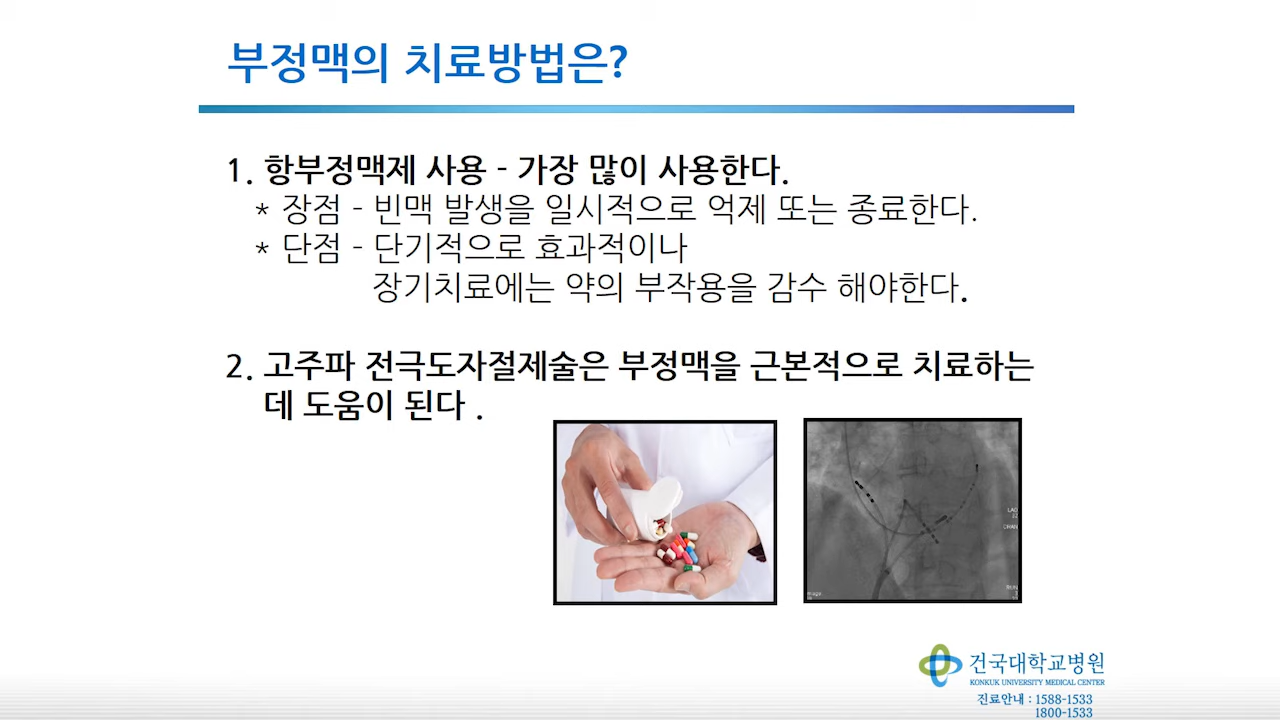 부정맥의 치료방법은?
1. 항부정맥제 사용 - 가장 많이 사용한다.
* 장점 - 빈맥 발생을 일시적으로 억제 또는 종료한다.
* 단점 - 단기적으로 효과적이나
장기치료에는 약의 부작용을 감수 해야한다.
2. 고주파 전극도자절제술은 부정맥을 근본적으로 치료하는
데 도움이 된다 .
LAO
건국대학교병원
KONKUK UNIVERSITY MEDICAL CENTER
진료안내 : 1588-1533
1800-1533